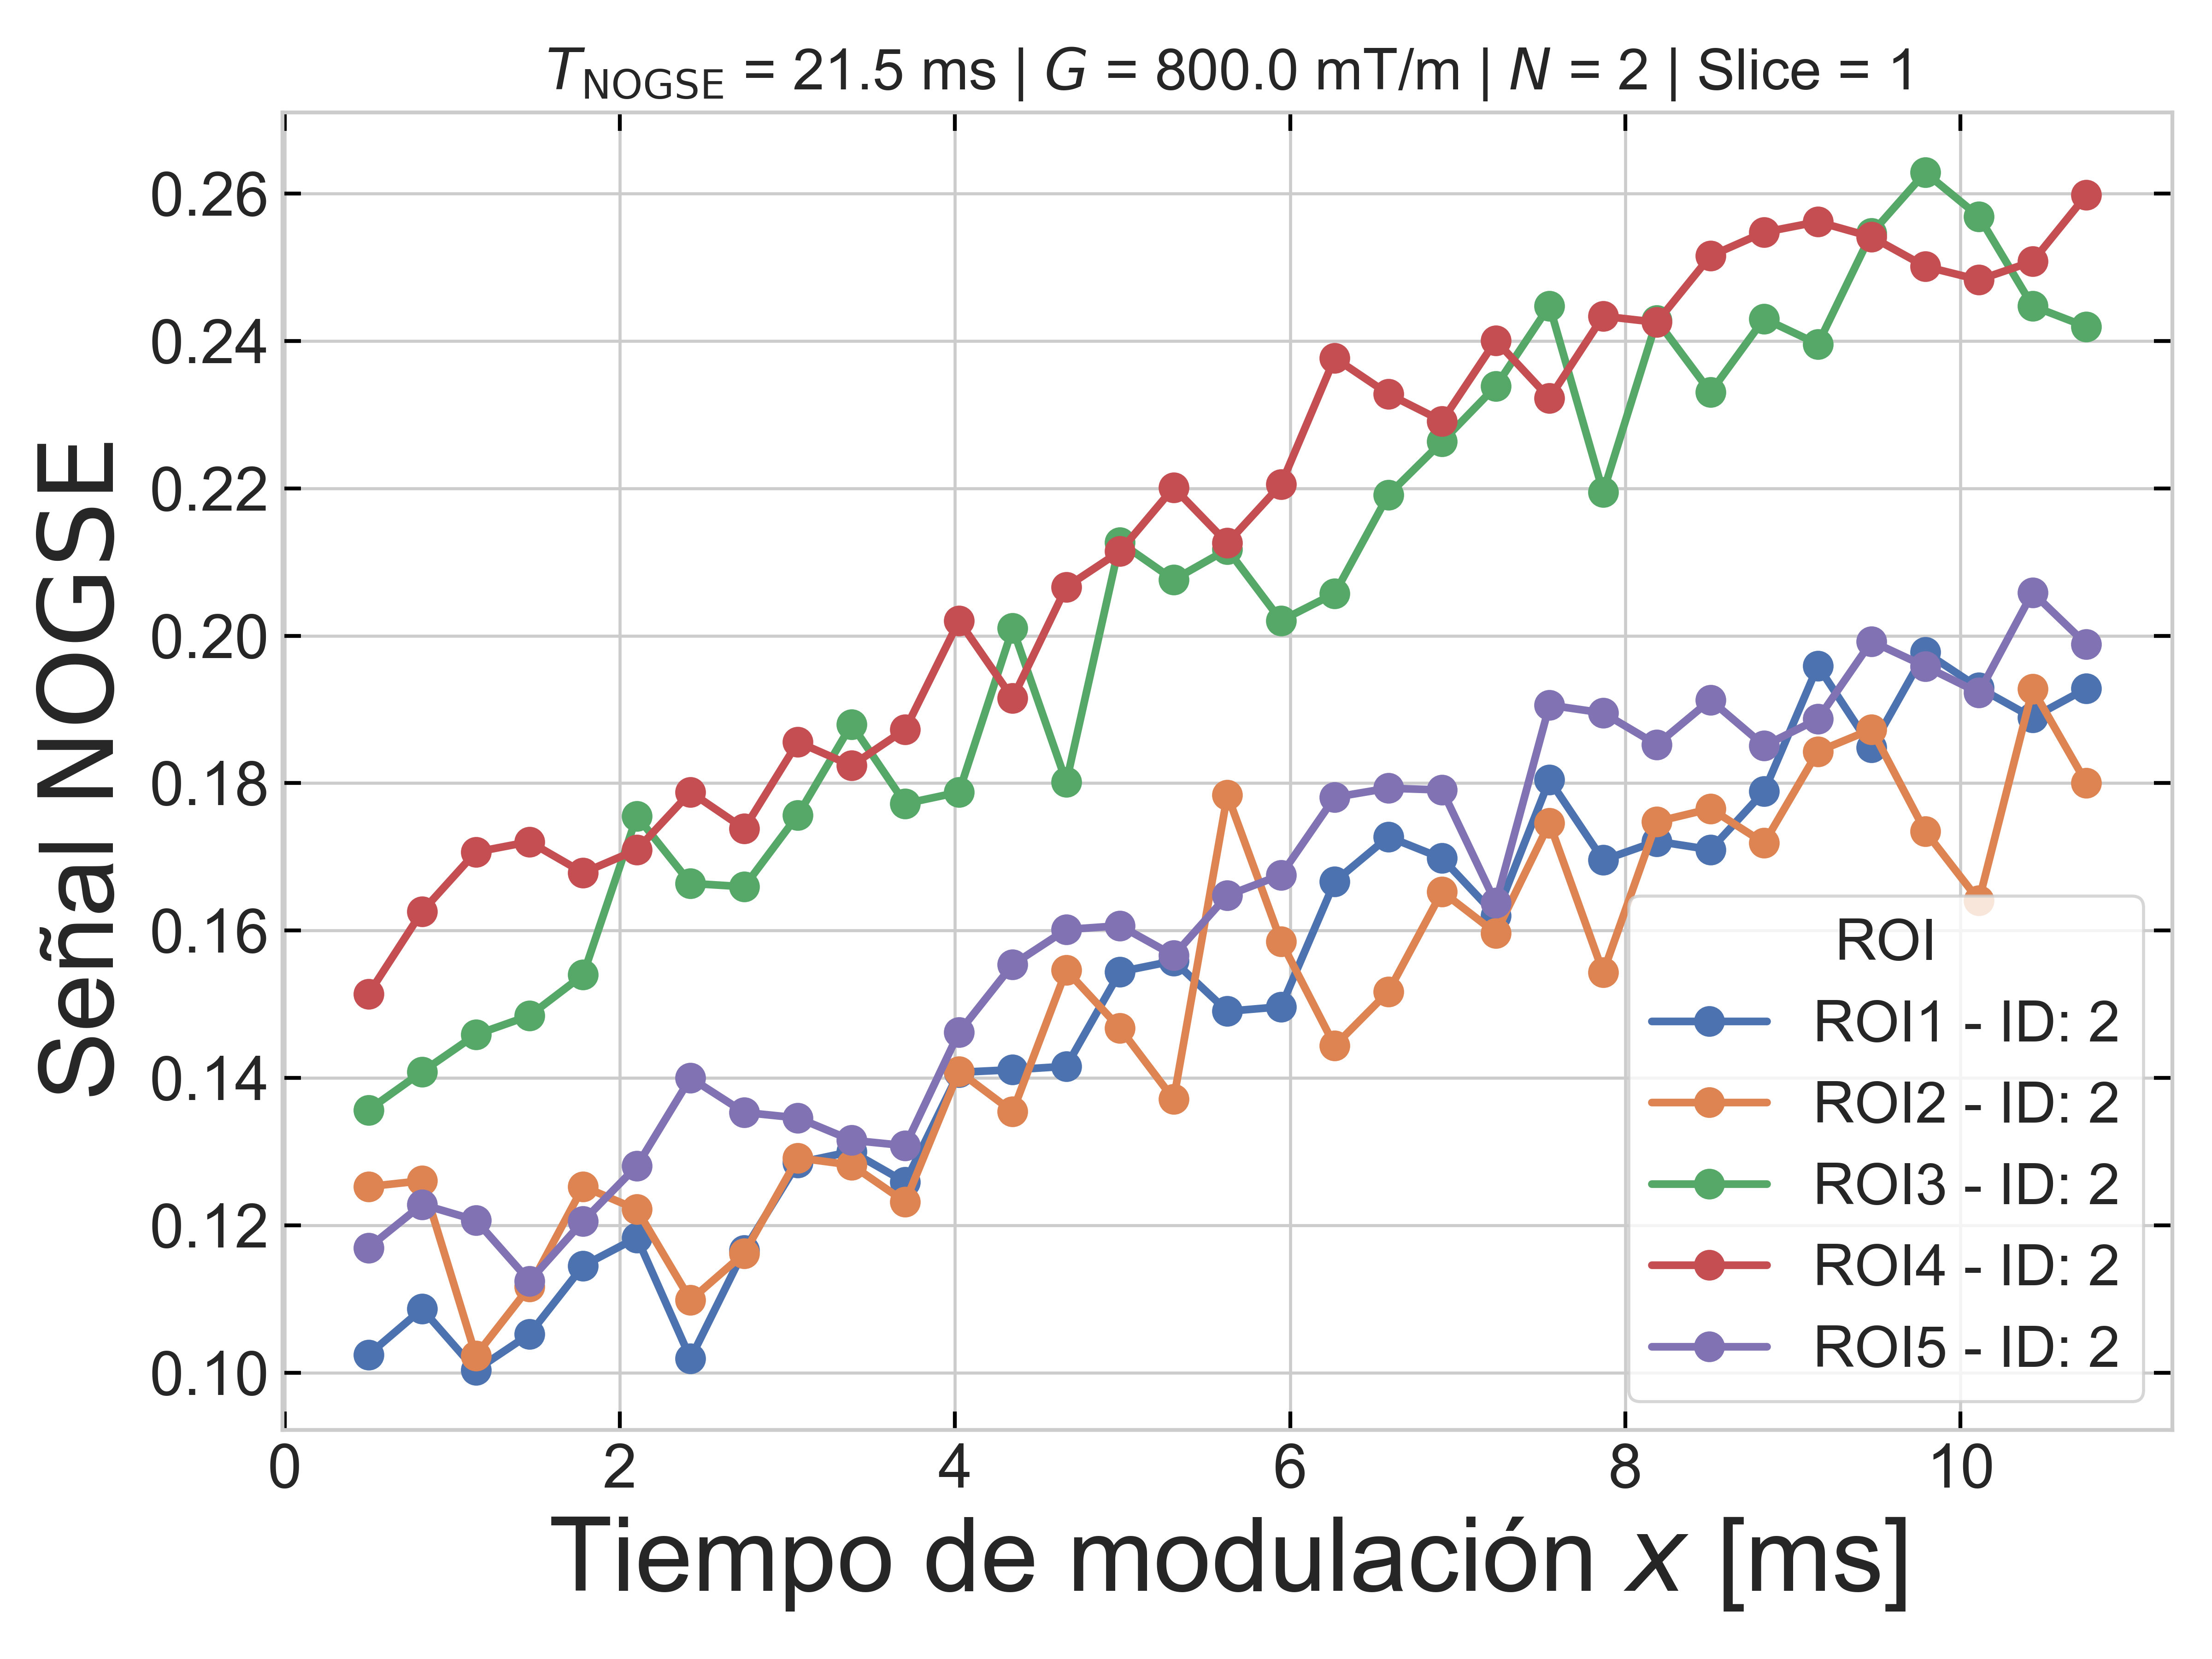 T_NOGSE = 21.5 ms | G = 800.0 mT/m | N = 2 | Slice = 1
Señal NOGSE
0.26
0.24
0.22
0.20
0.18
0.16
0.14
0.12
0.10
ROI
ROI1 - ID: 2
ROI2 - ID: 2
ROI3 - ID: 2
ROI4 - ID: 2
ROI5 - ID: 2
0 2 4 6 8 10
Tiempo de modulación x [ms]